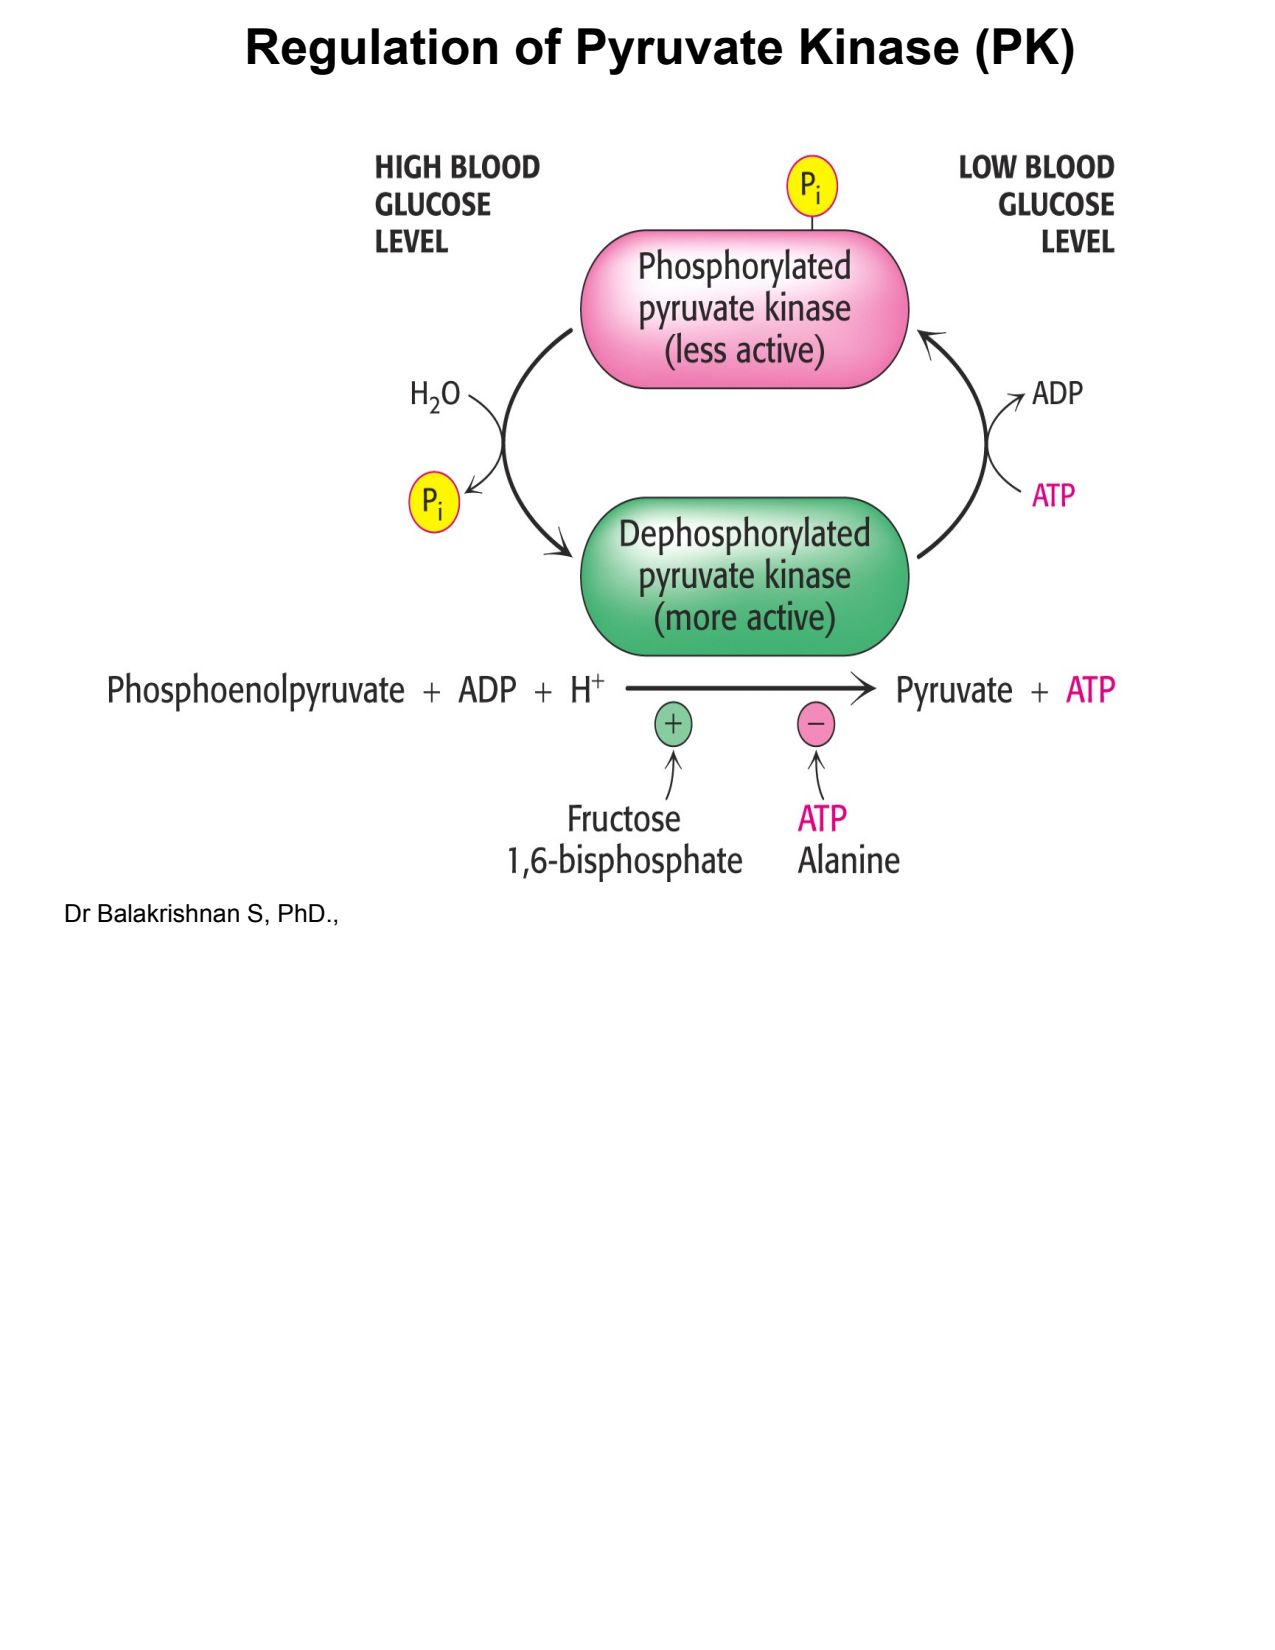 Regulation of Pyruvate Kinase (PK)
HIGH BLOOD
GLUCOSE
LEVEL
LOW BLOOD
GLUCOSE
LEVEL
Pi
Phosphorylated
pyruvate kinase
(less active)
H₂O
ADP
Pi
ATP
Dephosphorylated
pyruvate kinase
(more active)
Phosphoenolpyruvate + ADP + H⁺ Pyruvate + ATP
+ −
Fructose
1,6-bisphosphate
ATP
Alanine
Dr Balakrishnan S, PhD.,